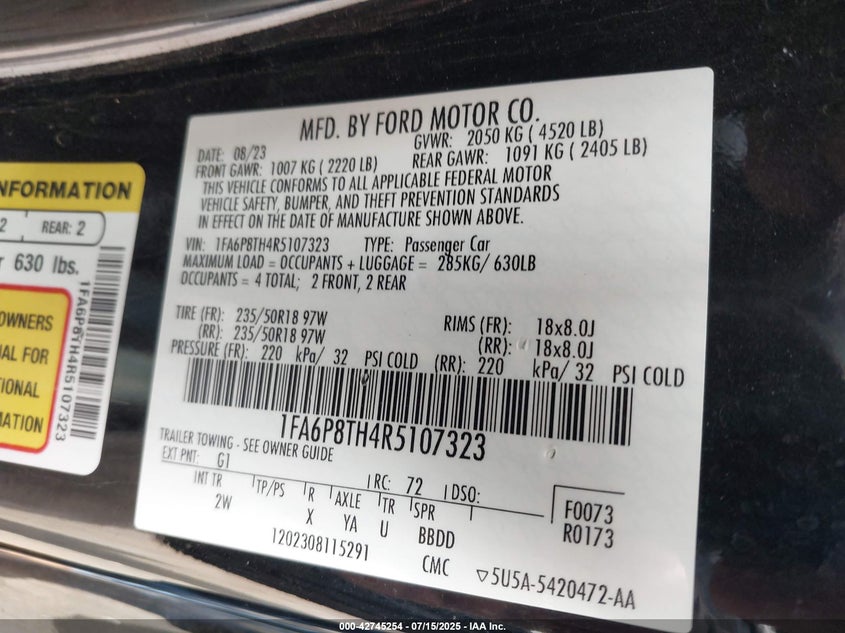 MFD. BY FORD MOTOR CO.
DATE: 08/23
GVWR: 2050 KG ( 4520 LB)
FRONT GAWR: 1007 KG ( 2220 LB)
REAR GAWR: 1091 KG ( 2405 LB)
THIS VEHICLE CONFORMS TO ALL APPLICABLE FEDERAL MOTOR
VEHICLE SAFETY, BUMPER, AND THEFT PREVENTION STANDARDS
IN EFFECT ON THE DATE OF MANUFACTURE SHOWN ABOVE.
VIN: 1FA6P8TH4R5107323 TYPE: Passenger Car
MAXIMUM LOAD = OCCUPANTS + LUGGAGE = 285KG/ 630LB
OCCUPANTS = 4 TOTAL; 2 FRONT, 2 REAR
TIRE (FR): 235/50R18 97W RIMS (FR): 18x8.0J
(RR): 235/50R18 97W (RR): 18x8.0J
PRESSURE (FR): 220 kPa/ 32 PSI COLD (RR): 220 kPa/ 32 PSI COLD
1FA6P8TH4R5107323
TRAILER TOWING - SEE OWNER GUIDE
EXT PNT: G1 RC: 72 DSO:
INT TR TP/PS R AXLE TR SPR
2W X YA U BBDD
F0073
R0173
1202308115291 CMC
▽5U5A-5420472-AA
NFORMATION
2 REAR: 2
630 lbs.
OWNERS
AL FOR
TIONAL
MATION
1FA6P8TH4R5107323
000-42745254 - 07/15/2025 - IAA Inc.